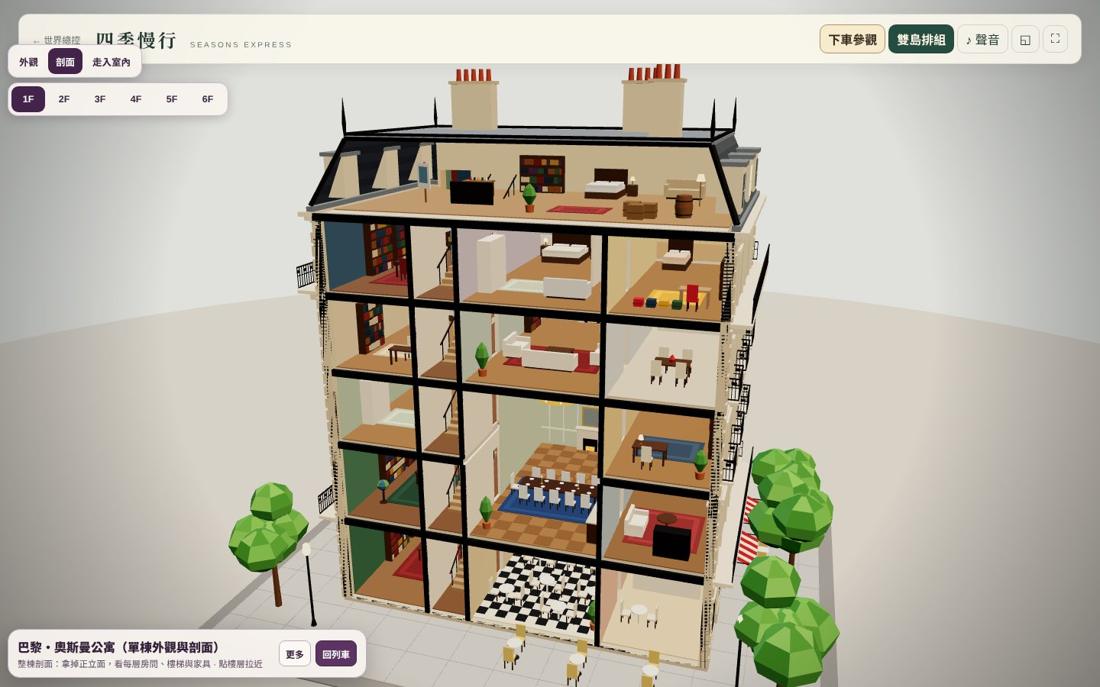 ← 世界總控 四季慢行 SEASONS EXPRESS
下車參觀 雙島排組 ♪ 聲音
外觀 剖面 走入室內
1F 2F 3F 4F 5F 6F
巴黎・奧斯曼公寓（單棟外觀與剖面）
整棟剖面：拿掉正立面，看每層房間、樓梯與家具 · 點樓層拉近
更多 回列車